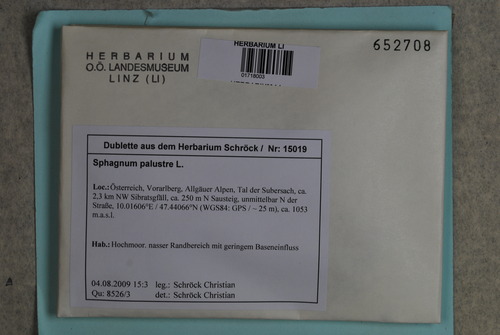 HERBARIUM
O.Ö. LANDESMUSEUM
LINZ (LI)
HERBARIUM LI
01718003
652708
Dublette aus dem Herbarium Schröck / Nr: 15019
Sphagnum palustre L.
Loc.: Österreich, Vorarlberg, Allgäuer Alpen, Tal der Subersach, ca.
2,3 km NW Sibratsgfäll, ca. 250 m N Sausteig, unmittelbar N der
Straße, 10.01606°E / 47.44066°N (WGS84: GPS / ~ 25 m), ca. 1053
m.a.s.l.
Hab.: Hochmoor. nasser Randbereich mit geringem Baseneinfluss
04.08.2009 15:3 leg.: Schröck Christian
Qu: 8526/3 det.: Schröck Christian